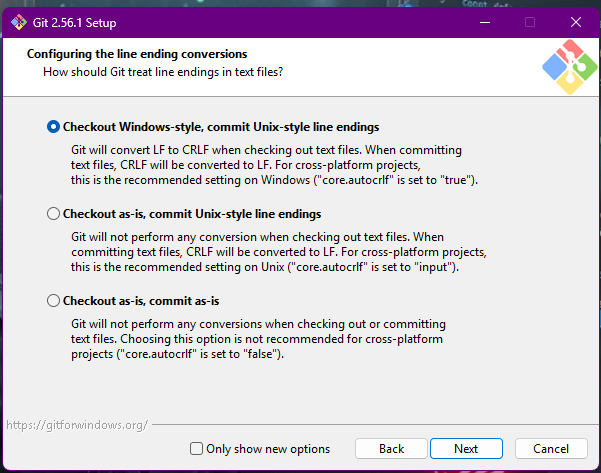 Git 2.56.1 Setup
Configuring the line ending conversions
How should Git treat line endings in text files?
Checkout Windows-style, commit Unix-style line endings
Git will convert LF to CRLF when checking out text files. When committing
text files, CRLF will be converted to LF. For cross-platform projects,
this is the recommended setting on Windows ("core.autocrlf" is set to "true").
Checkout as-is, commit Unix-style line endings
Git will not perform any conversion when checking out text files. When
committing text files, CRLF will be converted to LF. For cross-platform projects,
this is the recommended setting on Unix ("core.autocrlf" is set to "input").
Checkout as-is, commit as-is
Git will not perform any conversions when checking out or committing
text files. Choosing this option is not recommended for cross-platform
projects ("core.autocrlf" is set to "false").
https://gitforwindows.org/
Only show new options
Back
Next
Cancel